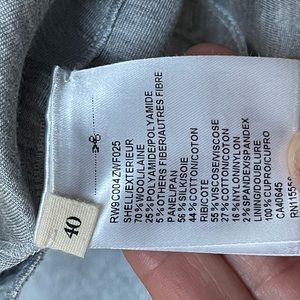 RW9C004ZWF025
SHELL/EXTERIEUR
70%WOOL/LAINE
25%POLYAMIDE/POLYAMIDE
5%OTHERS FIBER/AUTRES FIBRE
PANEL/PAN
56%SILK/SOIE
44%COTTON/COTON
RIB/COTE
55%VISCOSE/VISCOSE
27%COTTON/COTON
16%NYLON/NYLON
2%SPANDEX/SPANDEX
LINING/DOUBLURE
100%CUPRO/CUPRO
CA40645
40